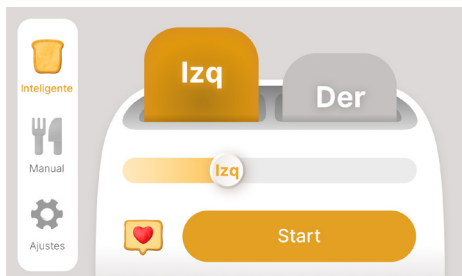 Inteligente
Manual
Ajustes
Izq
Der
Izq
Start